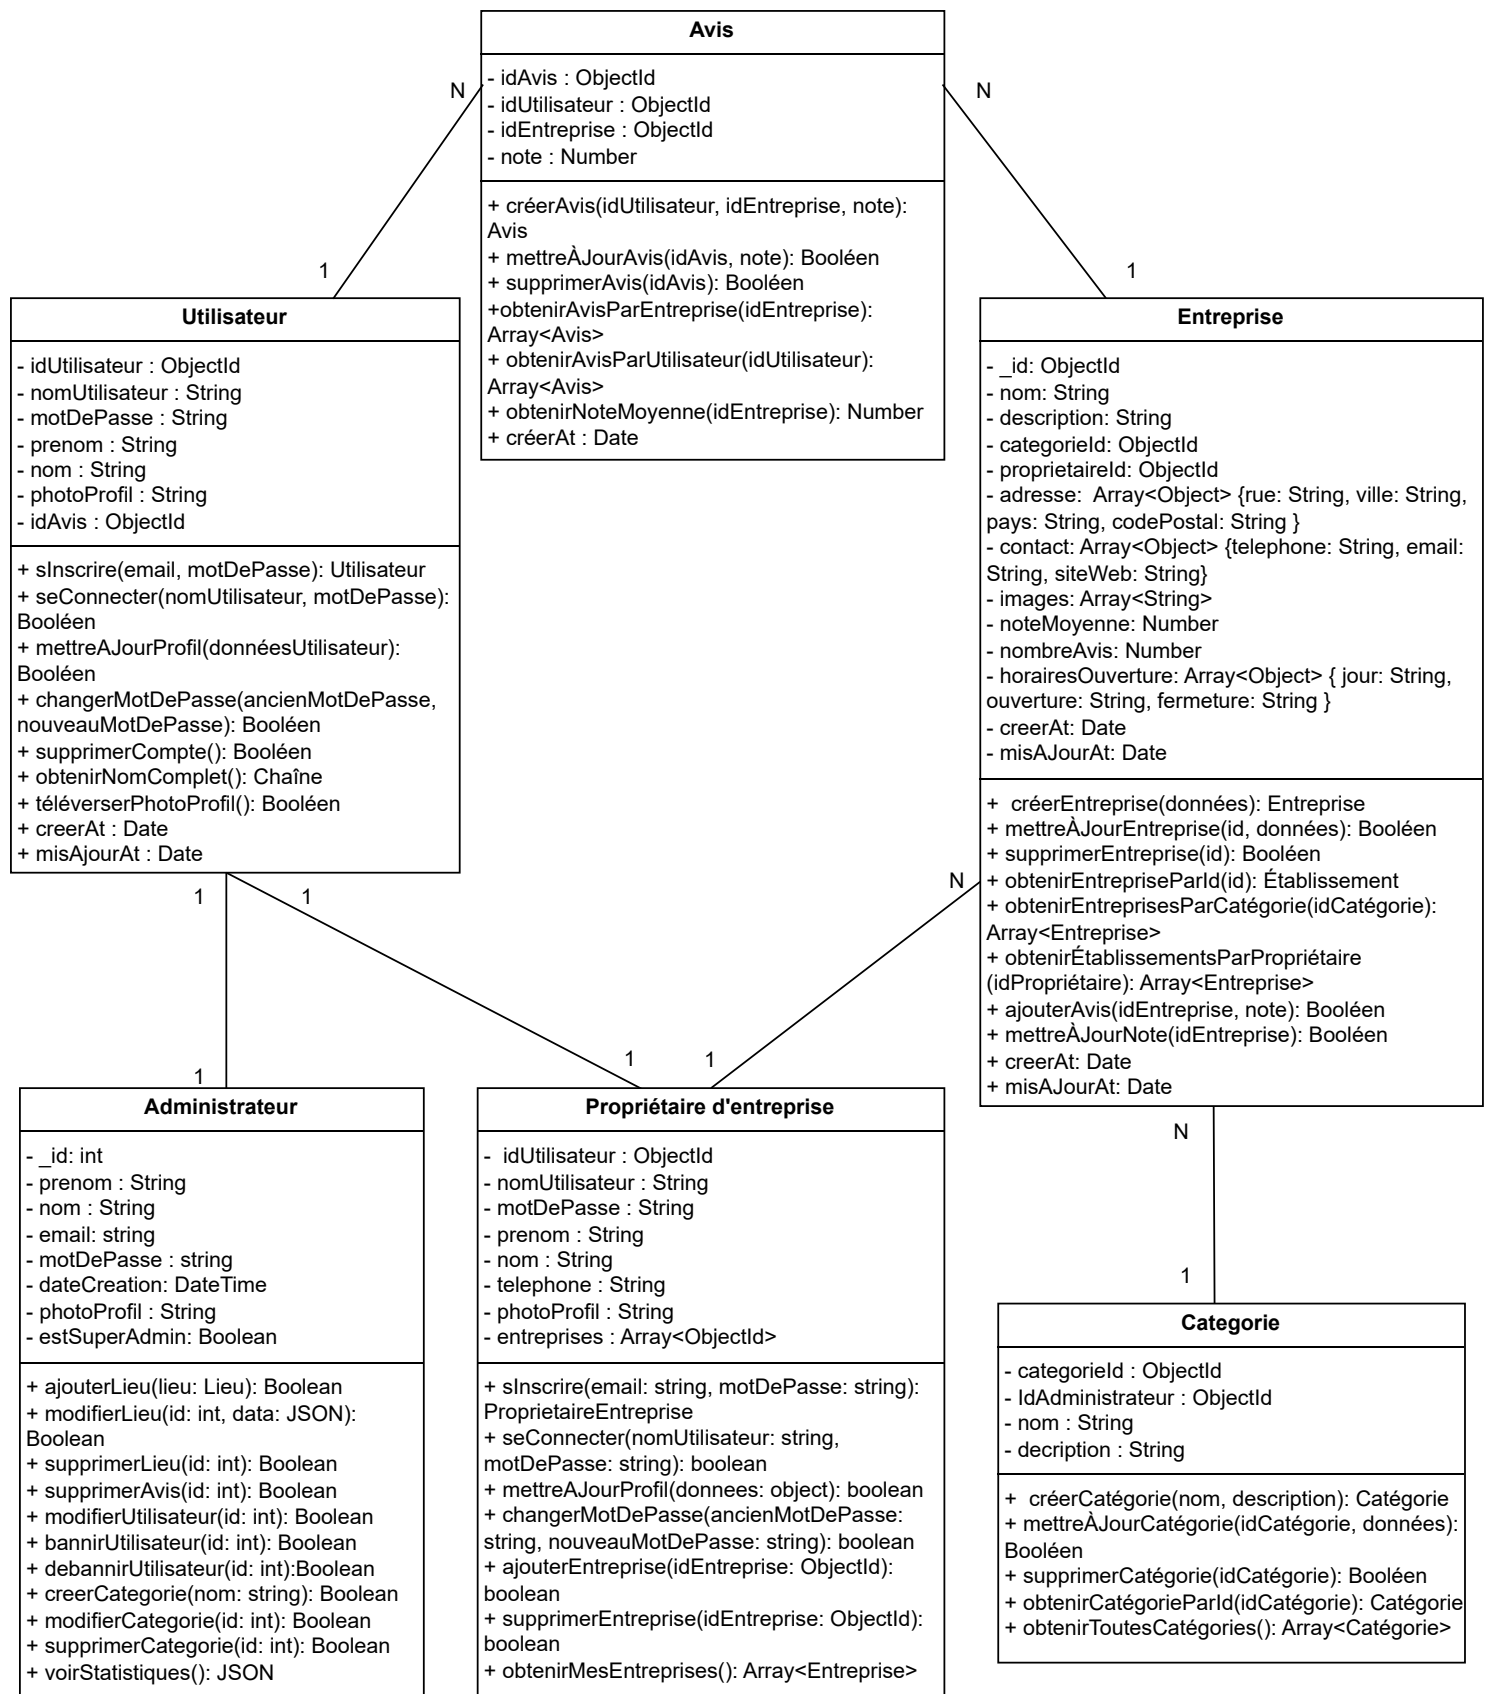 Avis
- idAvis : ObjectId
- idUtilisateur : ObjectId
- idEntreprise : ObjectId
- note : Number
+ créerAvis(idUtilisateur, idEntreprise, note):
Avis
+ mettreÀJourAvis(idAvis, note): Booléen
+ supprimerAvis(idAvis): Booléen
+obtenirAvisParEntreprise(idEntreprise):
Array<Avis>
+ obtenirAvisParUtilisateur(idUtilisateur):
Array<Avis>
+ obtenirNoteMoyenne(idEntreprise): Number
+ créerAt : Date
N
1
N
1
Utilisateur
- idUtilisateur : ObjectId
- nomUtilisateur : String
- motDePasse : String
- prenom : String
- nom : String
- photoProfil : String
- idAvis : ObjectId
+ sInscrire(email, motDePasse): Utilisateur
+ seConnecter(nomUtilisateur, motDePasse):
Booléen
+ mettreAJourProfil(donnéesUtilisateur):
Booléen
+ changerMotDePasse(ancienMotDePasse,
nouveauMotDePasse): Booléen
+ supprimerCompte(): Booléen
+ obtenirNomComplet(): Chaîne
+ téléverserPhotoProfil(): Booléen
+ creerAt : Date
+ misAjourAt : Date
Entreprise
- _id: ObjectId
- nom: String
- description: String
- categorieId: ObjectId
- proprietaireId: ObjectId
- adresse:  Array<Object> {rue: String, ville: String,
pays: String, codePostal: String }
- contact: Array<Object> {telephone: String, email:
String, siteWeb: String}
- images: Array<String>
- noteMoyenne: Number
- nombreAvis: Number
- horairesOuverture: Array<Object> { jour: String,
ouverture: String, fermeture: String }
- creerAt: Date
- misAJourAt: Date
+  créerEntreprise(données): Entreprise
+ mettreÀJourEntreprise(id, données): Booléen
+ supprimerEntreprise(id): Booléen
+ obtenirEntrepriseParId(id): Établissement
+ obtenirEntreprisesParCatégorie(idCatégorie):
Array<Entreprise>
+ obtenirÉtablissementsParPropriétaire
(idPropriétaire): Array<Entreprise>
+ ajouterAvis(idEntreprise, note): Booléen
+ mettreÀJourNote(idEntreprise): Booléen
+ creerAt: Date
+ misAJourAt: Date
1
1
N
1
1
1
N
1
Administrateur
- _id: int
- prenom : String
- nom : String
- email: string
- motDePasse : string
- dateCreation: DateTime
- photoProfil : String
- estSuperAdmin: Boolean
+ ajouterLieu(lieu: Lieu): Boolean
+ modifierLieu(id: int, data: JSON):
Boolean
+ supprimerLieu(id: int): Boolean
+ supprimerAvis(id: int): Boolean
+ modifierUtilisateur(id: int): Boolean
+ bannirUtilisateur(id: int): Boolean
+ debannirUtilisateur(id: int):Boolean
+ creerCategorie(nom: string): Boolean
+ modifierCategorie(id: int): Boolean
+ supprimerCategorie(id: int): Boolean
+ voirStatistiques(): JSON
Propriétaire d'entreprise
-  idUtilisateur : ObjectId
- nomUtilisateur : String
- motDePasse : String
- prenom : String
- nom : String
- telephone : String
- photoProfil : String
- entreprises : Array<ObjectId>
+ sInscrire(email: string, motDePasse: string):
ProprietaireEntreprise
+ seConnecter(nomUtilisateur: string,
motDePasse: string): boolean
+ mettreAJourProfil(donnees: object): boolean
+ changerMotDePasse(ancienMotDePasse:
string, nouveauMotDePasse: string): boolean
+ ajouterEntreprise(idEntreprise: ObjectId):
boolean
+ supprimerEntreprise(idEntreprise: ObjectId):
boolean
+ obtenirMesEntreprises(): Array<Entreprise>
Categorie
- categorieId : ObjectId
- IdAdministrateur : ObjectId
- nom : String
- decription : String
+  créerCatégorie(nom, description): Catégorie
+ mettreÀJourCatégorie(idCatégorie, données):
Booléen
+ supprimerCatégorie(idCatégorie): Booléen
+ obtenirCatégorieParId(idCatégorie): Catégorie
+ obtenirToutesCatégories(): Array<Catégorie>